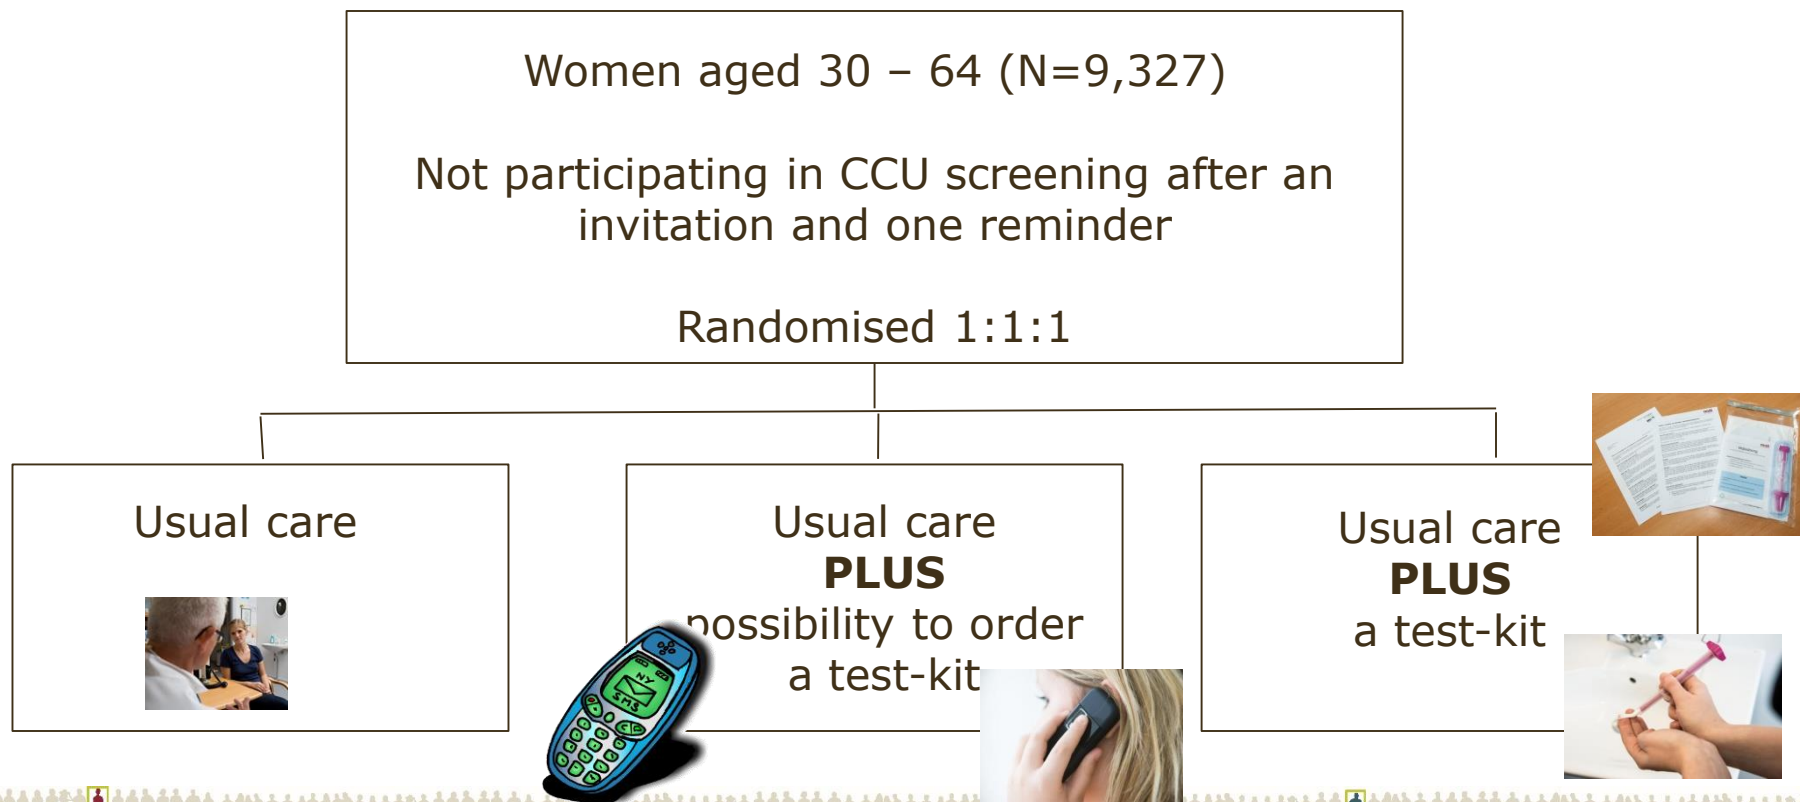 Women aged 30 – 64 (N=9,327)
Not participating in CCU screening after an
invitation and one reminder
Randomised 1:1:1
Usual care
Usual care
PLUS
possibility to order
a test-kit
NY
SMS
Usual care
PLUS
a test-kit